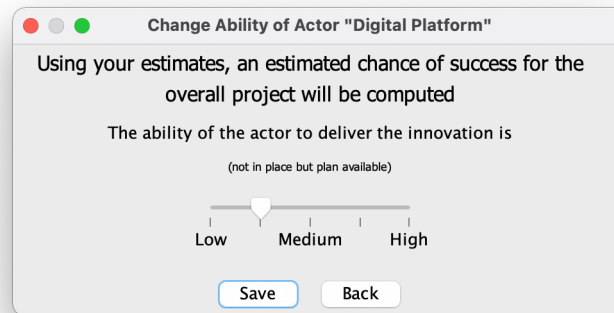 Change Ability of Actor "Digital Platform"
Using your estimates, an estimated chance of success for the
overall project will be computed
The ability of the actor to deliver the innovation is
(not in place but plan available)
Low Medium High
Save Back